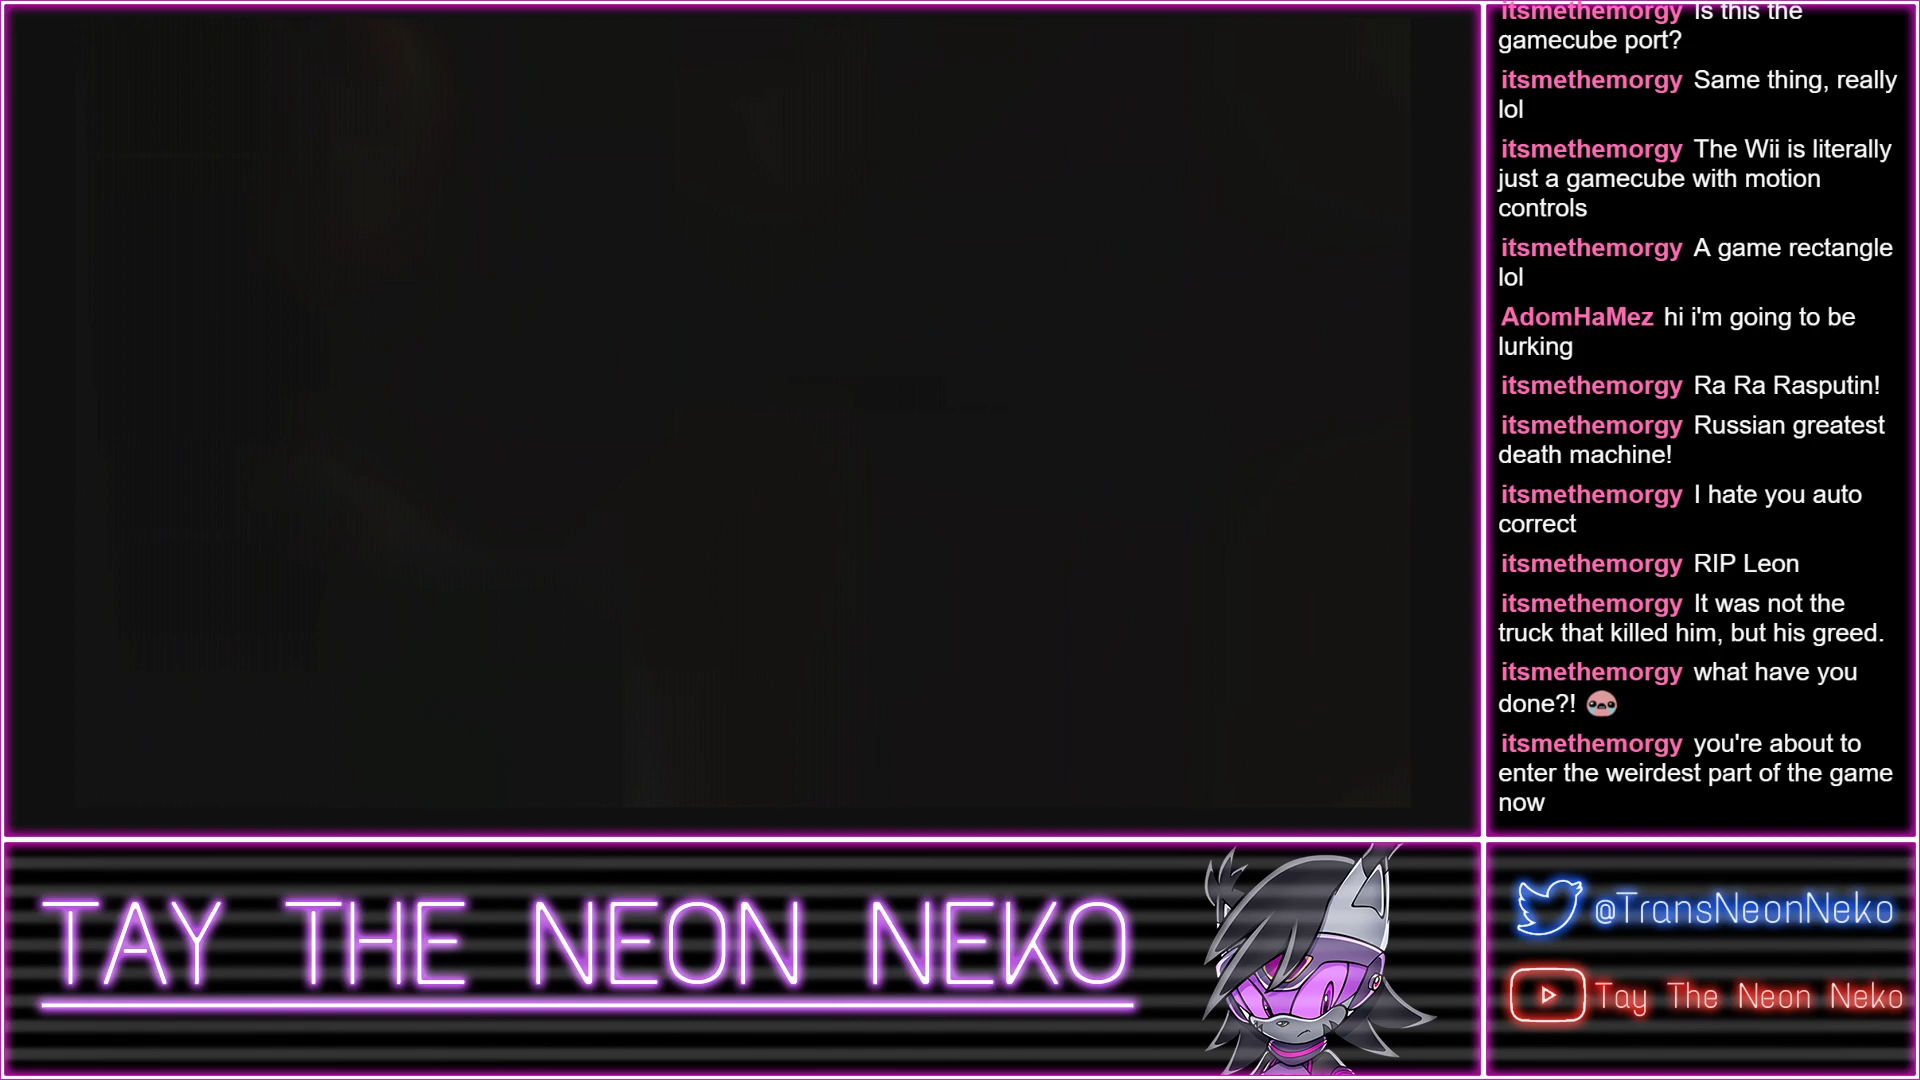 itsmethemorgy Is this the
gamecube port?
itsmethemorgy Same thing, really
lol
itsmethemorgy The Wii is literally
just a gamecube with motion
controls
itsmethemorgy A game rectangle
lol
AdomHaMez hi i'm going to be
lurking
itsmethemorgy Ra Ra Rasputin!
itsmethemorgy Russian greatest
death machine!
itsmethemorgy I hate you auto
correct
itsmethemorgy RIP Leon
itsmethemorgy It was not the
truck that killed him, but his greed.
itsmethemorgy what have you
done?!
itsmethemorgy you're about to
enter the weirdest part of the game
now
TAY THE NEON NEKO
@TransNeonNeko
Tay The Neon Neko